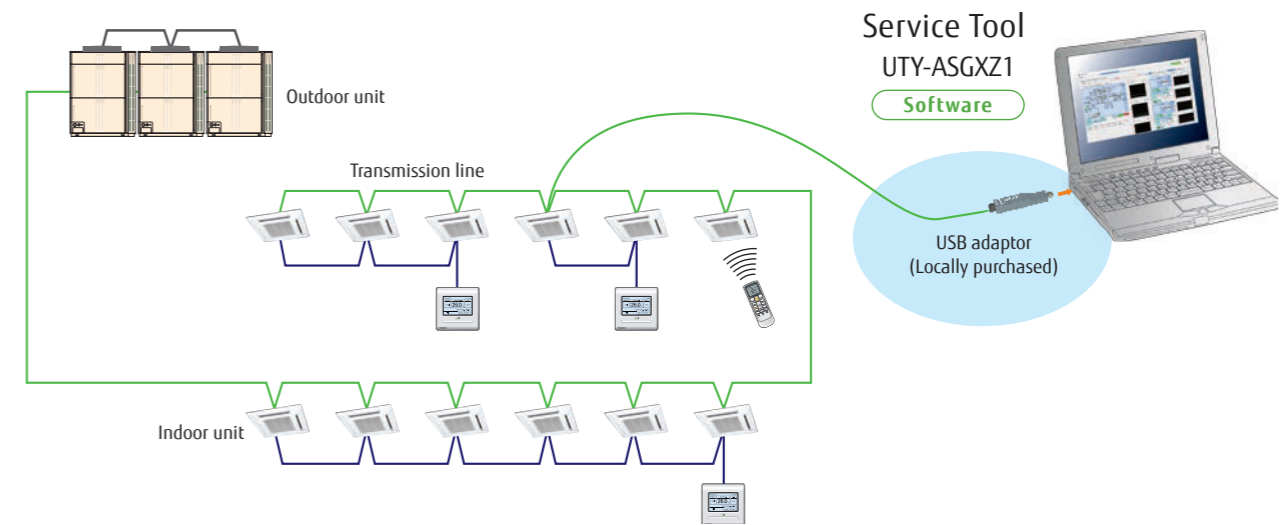 Service Tool
UTY-ASGXZ1
Software
Outdoor unit
Transmission line
USB adaptor
(Locally purchased)
Indoor unit